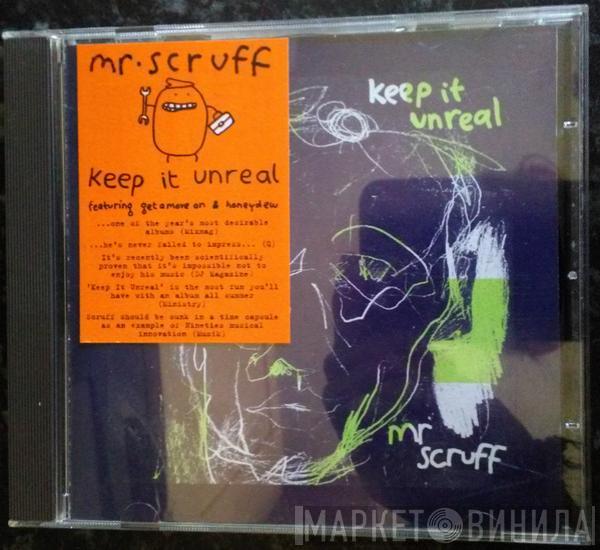 mr. scruff
keep it unreal
featuring get a move on & honeydew
...one of the year's most desirable
albums (Mixmag)
...he's never failed to impress... (Q)
It's recently been scientifically
proven that it's impossible not to
enjoy his music (DJ Magazine)
'Keep It Unreal' is the most fun you'll
have with an album all summer
(Ministry)
Scruff should be sunk in a time capsule
as an example of Nineties musical
innovation (Muzik)
keep it
unreal
mr
scruff
МАРКЕТ ВИНИЛА